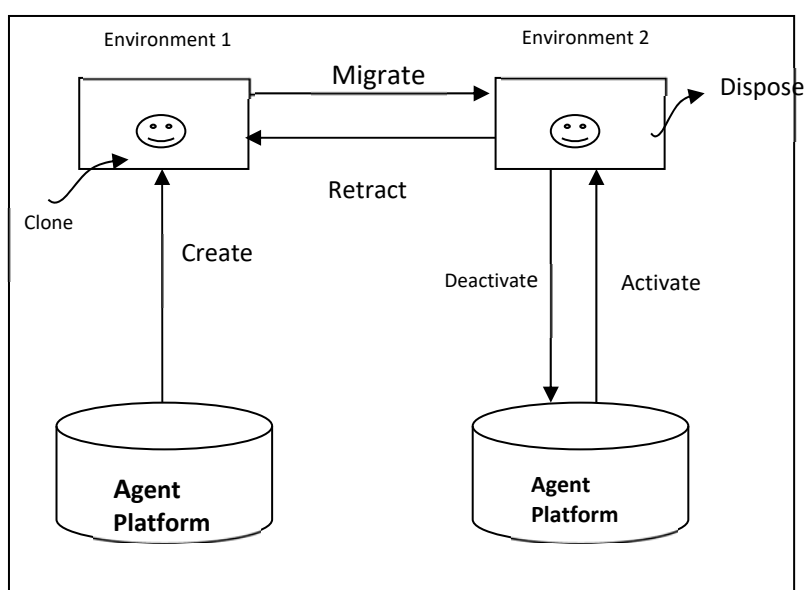 Environment 1
Environment 2
Migrate
Dispose
Retract
Clone
Create
Deactivate
Activate
Agent
Platform
Agent
Platform